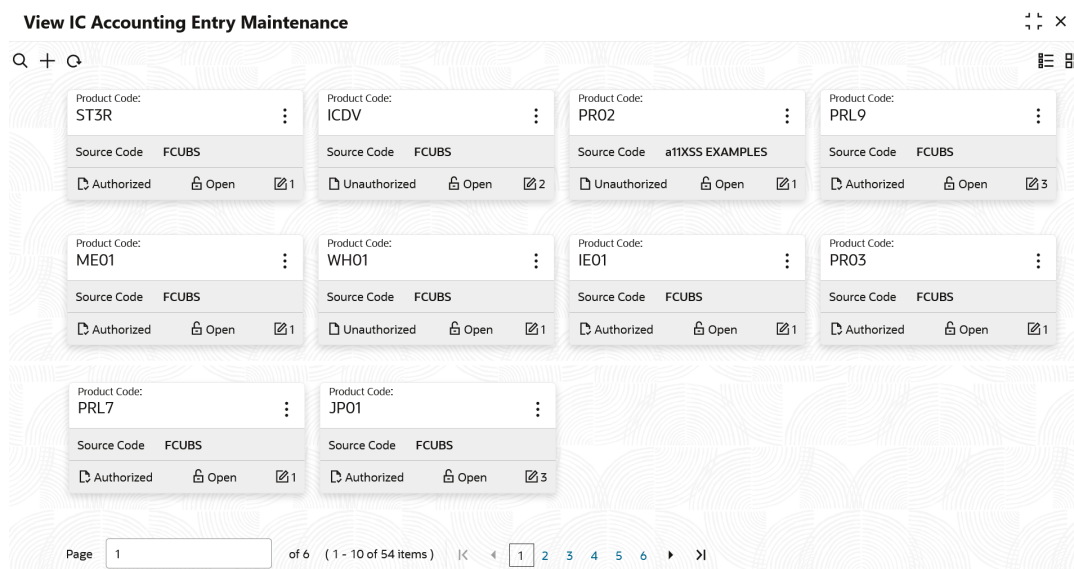 View IC Accounting Entry Maintenance
Product Code: Product Code: Product Code: Product Code:
ST3R ICDV PR02 PRL9
Source Code FCUBS Source Code FCUBS Source Code a11XSS EXAMPLES Source Code FCUBS
Authorized Open 1 Unauthorized Open 2 Unauthorized Open 1 Authorized Open 3
Product Code: Product Code: Product Code: Product Code:
ME01 WH01 IE01 PR03
Source Code FCUBS Source Code FCUBS Source Code FCUBS Source Code FCUBS
Authorized Open 1 Unauthorized Open 1 Authorized Open 1 Authorized Open 1
Product Code: Product Code:
PRL7 JP01
Source Code FCUBS Source Code FCUBS
Authorized Open 1 Authorized Open 3
Page 1 of 6 ( 1 - 10 of 54 items ) 1 2 3 4 5 6